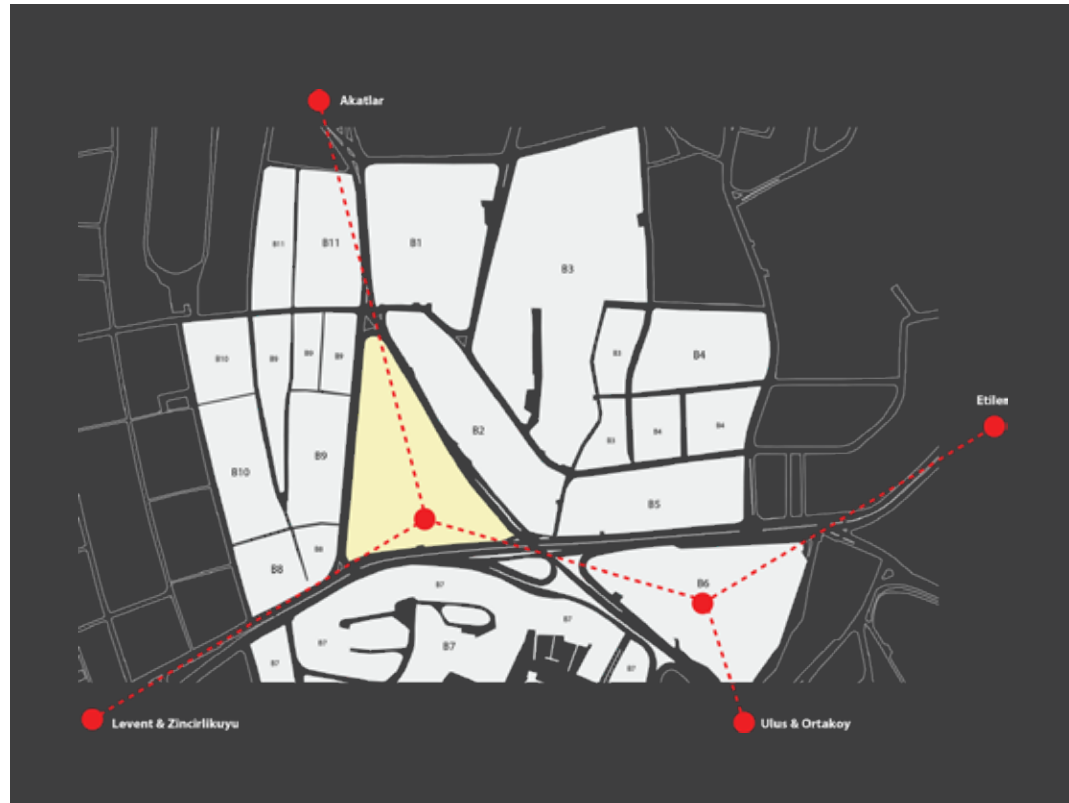 Akatlar
B11
B11
B1
B3
B10
B9
B9
B9
B3
B4
Etiler
B2
B3
B4
B4
B10
B9
B5
B8
B8
B7
B6
B7
B7
B7
B7
B7
Levent & Zincirlikuyu
Ulus & Ortakoy